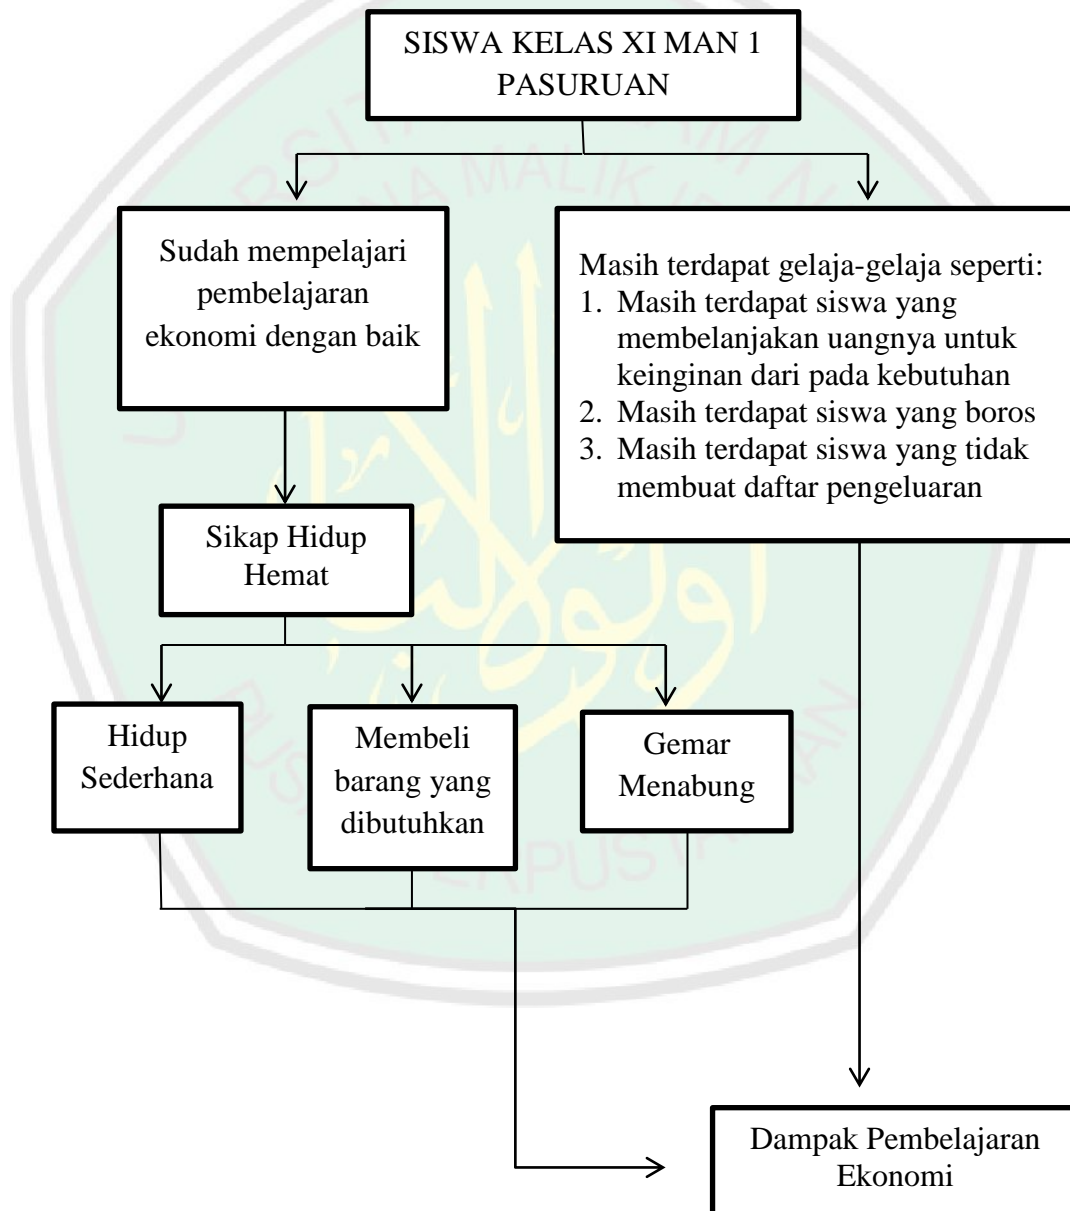 SISWA KELAS XI MAN 1
PASURUAN
Sudah mempelajari
pembelajaran
ekonomi dengan baik
Masih terdapat gelaja-gelaja seperti:
1. Masih terdapat siswa yang
membelanjakan uangnya untuk
keinginan dari pada kebutuhan
2. Masih terdapat siswa yang boros
3. Masih terdapat siswa yang tidak
membuat daftar pengeluaran
Sikap Hidup
Hemat
Hidup
Sederhana
Membeli
barang yang
dibutuhkan
Gemar
Menabung
Dampak Pembelajaran
Ekonomi